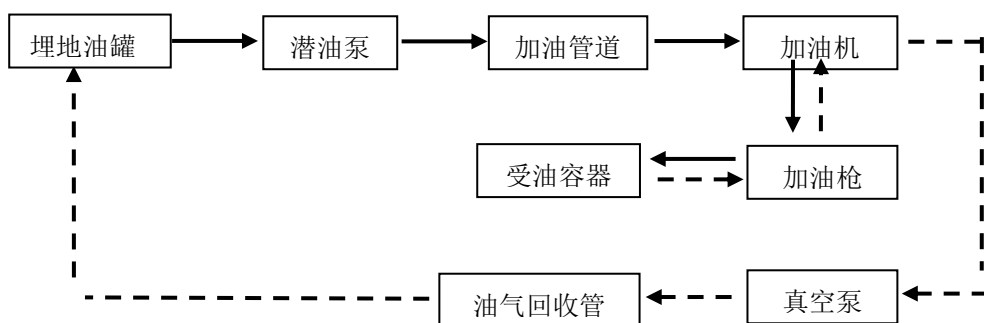 埋地油罐
潜油泵
加油管道
加油机
受油容器
加油枪
油气回收管
真空泵